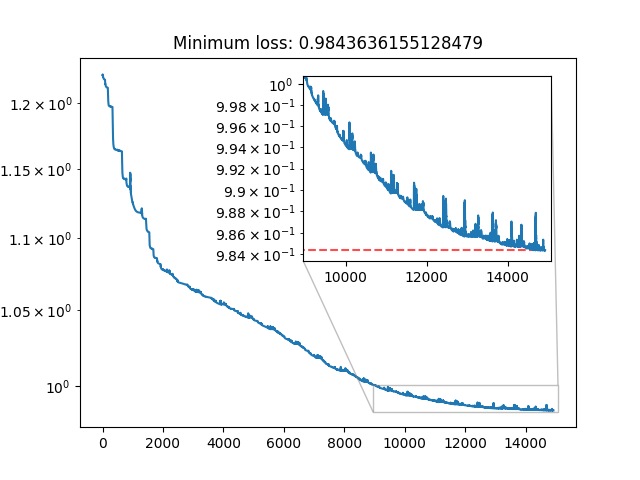 Minimum loss: 0.9843636155128479
1.2 × 10⁰
1.15 × 10⁰
1.1 × 10⁰
1.05 × 10⁰
10⁰
0 2000 4000 6000 8000 10000 12000 14000
10⁰
9.98 × 10⁻¹
9.96 × 10⁻¹
9.94 × 10⁻¹
9.92 × 10⁻¹
9.9 × 10⁻¹
9.88 × 10⁻¹
9.86 × 10⁻¹
9.84 × 10⁻¹
10000 12000 14000